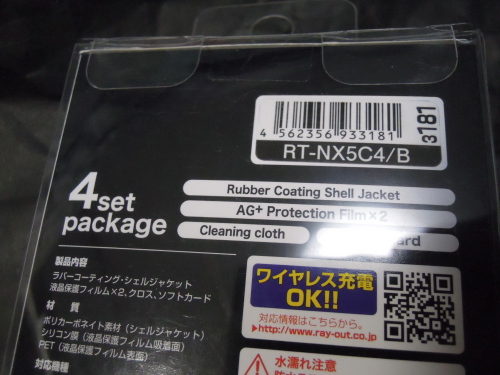 4 562356 933181
3181
RT-NX5C4/B
4set
package
Rubber Coating Shell Jacket
AG+ Protection Film×2
Cleaning cloth
製品内容
ラバーコーティング・シェルジャケット
液晶保護フィルム×2、クロス、ソフトカード
材 質
ポリカーボネイト素材（シェルジャケット）
シリコン膜（液晶保護フィルム吸着面）
PET（液晶保護フィルム表面）
対応機種
ワイヤレス充電
OK!!
対応情報はこちらから。
▶http://www.ray-out.co.jp/
水濡れ注意